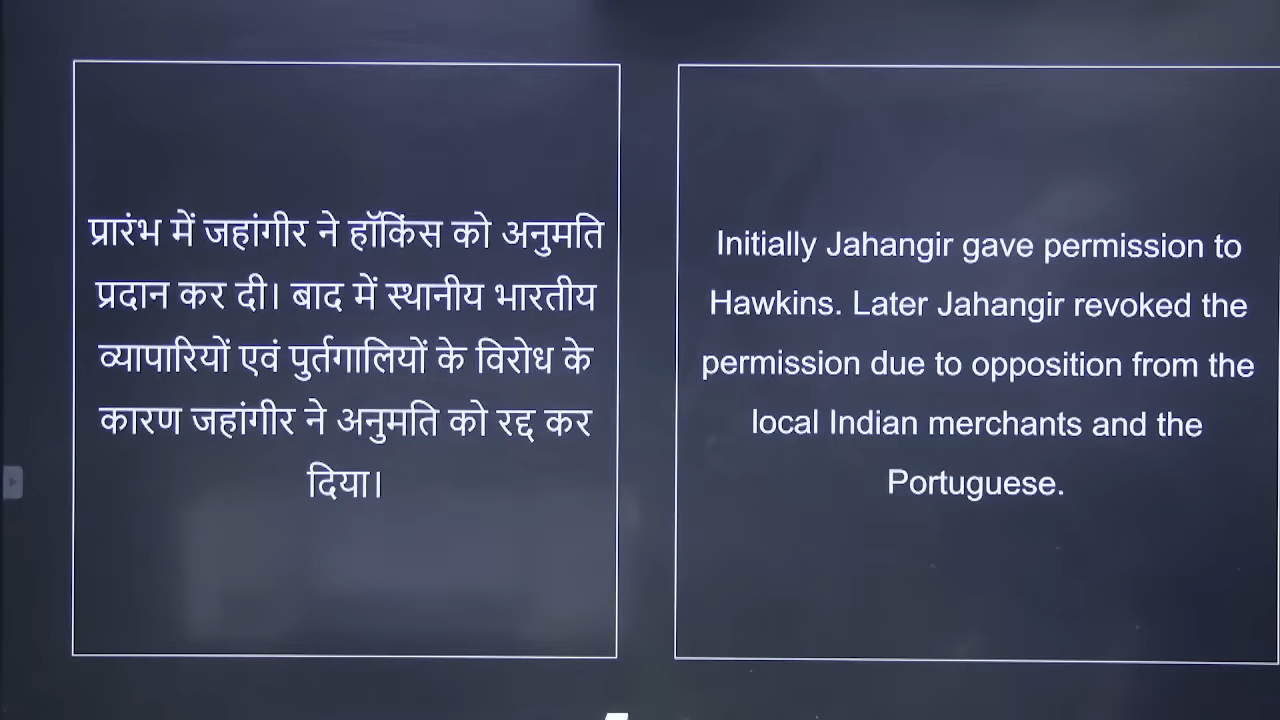 प्रारंभ में जहांगीर ने हॉकिंस को अनुमति
प्रदान कर दी। बाद में स्थानीय भारतीय
व्यापारियों एवं पुर्तगालियों के विरोध के
कारण जहांगीर ने अनुमति को रद्द कर
दिया।
Initially Jahangir gave permission to
Hawkins. Later Jahangir revoked the
permission due to opposition from the
local Indian merchants and the
Portuguese.